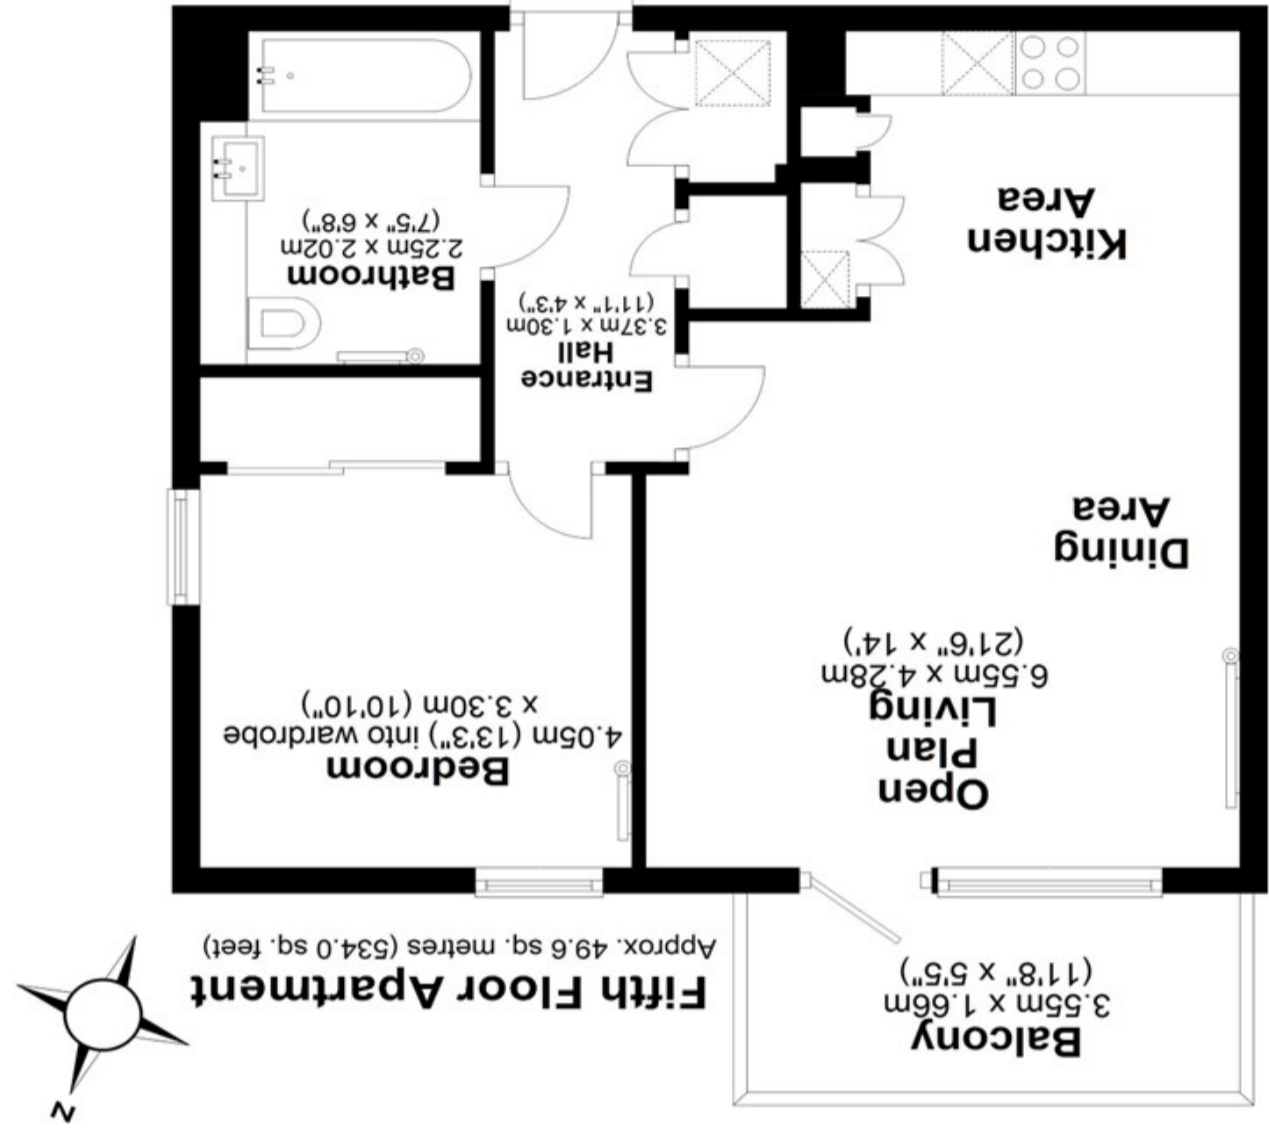 N
Balcony
3.55m x 1.66m
(11'8" x 5'5")
Fifth Floor Apartment
Approx. 49.6 sq. metres (534.0 sq. feet)
Open
Plan
Living
6.55m x 4.28m
(21'6" x 14')
Bedroom
4.05m (13'3") into wardrobe
x 3.30m (10'10")
Dining
Area
Entrance
Hall
3.37m x 1.30m
(11'1" x 4'3")
Bathroom
2.25m x 2.02m
(7'5" x 6'8")
Kitchen
Area